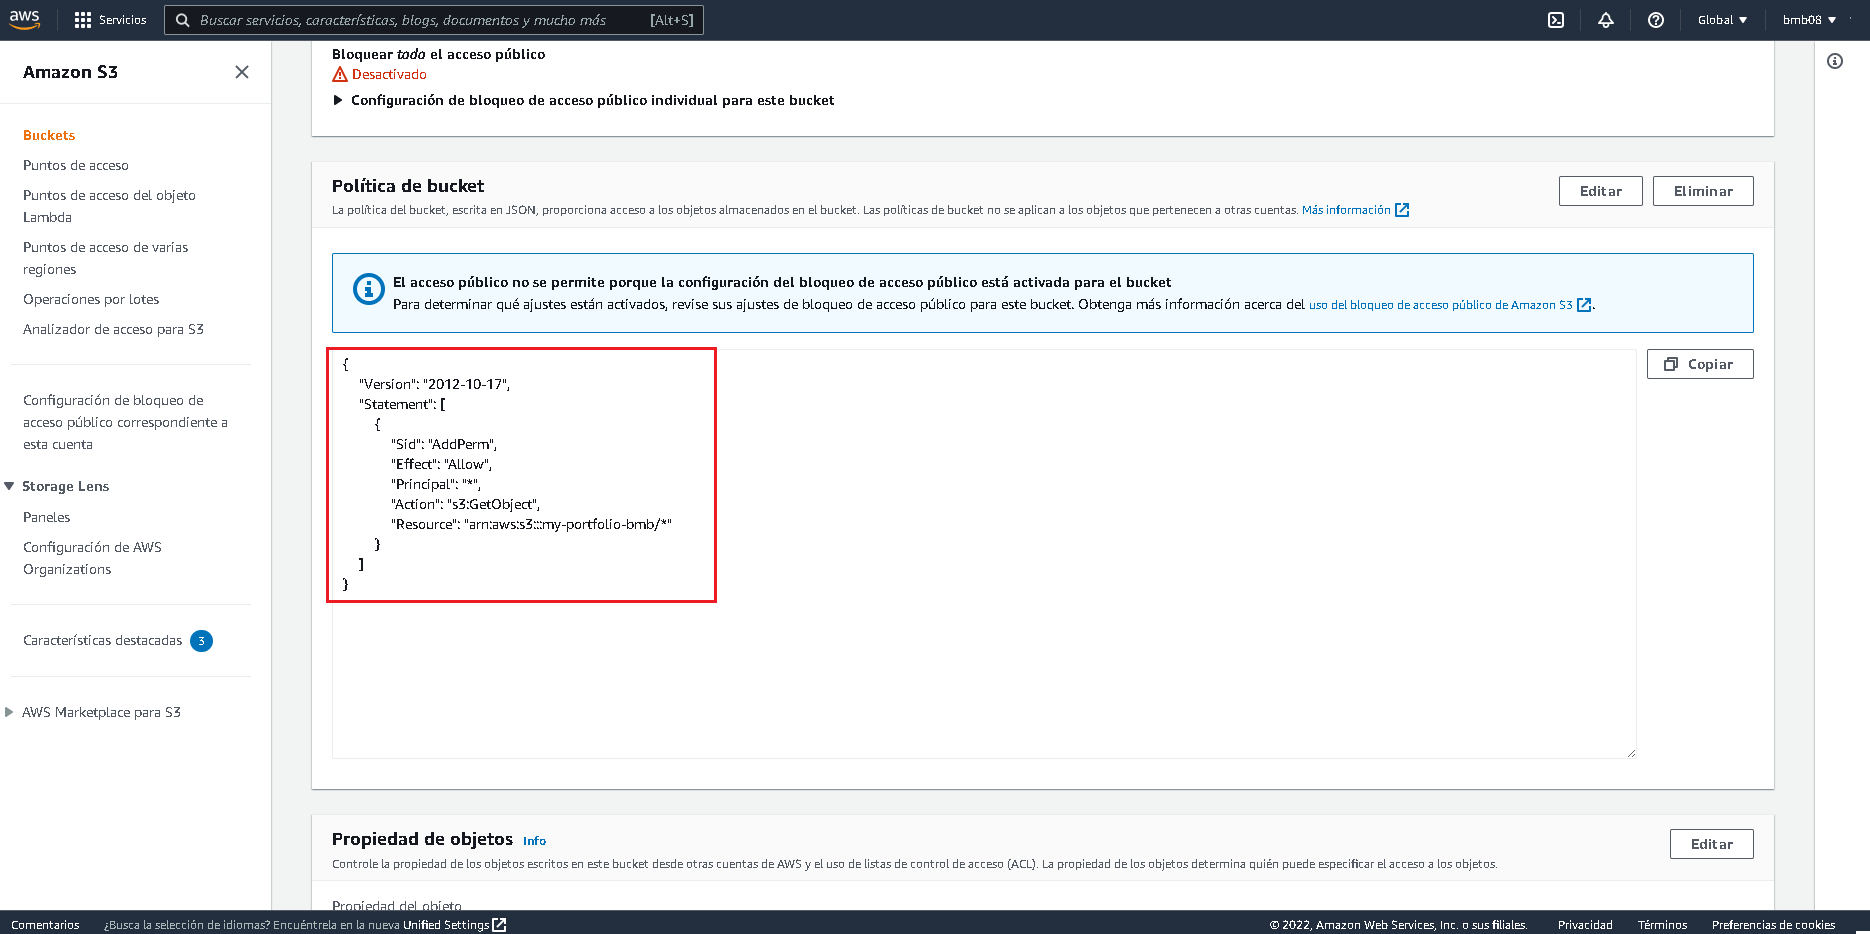 aws
Servicios
Buscar servicios, características, blogs, documentos y mucho más
[Alt+S]
Global
bmb08
Amazon S3
Buckets
Puntos de acceso
Puntos de acceso del objeto
Lambda
Puntos de acceso de varias
regiones
Operaciones por lotes
Analizador de acceso para S3
Configuración de bloqueo de
acceso público correspondiente a
esta cuenta
Storage Lens
Paneles
Configuración de AWS
Organizations
Características destacadas 3
AWS Marketplace para S3
Bloquear todo el acceso público
Desactivado
Configuración de bloqueo de acceso público individual para este bucket
Política de bucket
La política del bucket, escrita en JSON, proporciona acceso a los objetos almacenados en el bucket. Las políticas de bucket no se aplican a los objetos que pertenecen a otras cuentas. Más información
Editar
Eliminar
El acceso público no se permite porque la configuración del bloqueo de acceso público está activada para el bucket
Para determinar qué ajustes están activados, revise sus ajustes de bloqueo de acceso público para este bucket. Obtenga más información acerca del uso del bloqueo de acceso público de Amazon S3.
Copiar
{
"Version": "2012-10-17",
"Statement": [
{
"Sid": "AddPerm",
"Effect": "Allow",
"Principal": "*",
"Action": "s3:GetObject",
"Resource": "arn:aws:s3:::my-portfolio-bmb/*"
}
]
}
Propiedad de objetos Info
Controle la propiedad de los objetos escritos en este bucket desde otras cuentas de AWS y el uso de listas de control de acceso (ACL). La propiedad de los objetos determina quién puede especificar el acceso a los objetos.
Editar
Propiedad del objeto
Comentarios
¿Busca la selección de idiomas? Encuéntrela en la nueva Unified Settings
© 2022, Amazon Web Services, Inc. o sus filiales.
Privacidad
Términos
Preferencias de cookies